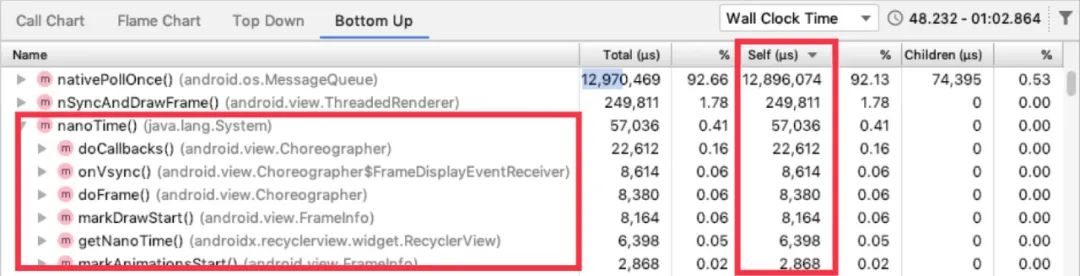 Call Chart Flame Chart Top Down Bottom Up Wall Clock Time 48.232 - 01:02.864
Name Total (μs) % Self (μs) % Children (μs) %
m nativePollOnce() (android.os.MessageQueue) 12,970,469 92.66 12,896,074 92.13 74,395 0.53
m nSyncAndDrawFrame() (android.view.ThreadedRenderer) 249,811 1.78 249,811 1.78 0 0.00
m nanoTime() (java.lang.System) 57,036 0.41 57,036 0.41 0 0.00
m doCallbacks() (android.view.Choreographer) 22,612 0.16 22,612 0.16 0 0.00
m onVsync() (android.view.Choreographer$FrameDisplayEventReceiver) 8,614 0.06 8,614 0.06 0 0.00
m doFrame() (android.view.Choreographer) 8,380 0.06 8,380 0.06 0 0.00
m markDrawStart() (android.view.FrameInfo) 8,164 0.06 8,164 0.06 0 0.00
m getNanoTime() (androidx.recyclerview.widget.RecyclerView) 6,398 0.05 6,398 0.05 0 0.00
m markAnimationsStart() (android.view.FrameInfo) 2,868 0.02 2,868 0.02 0 0.00